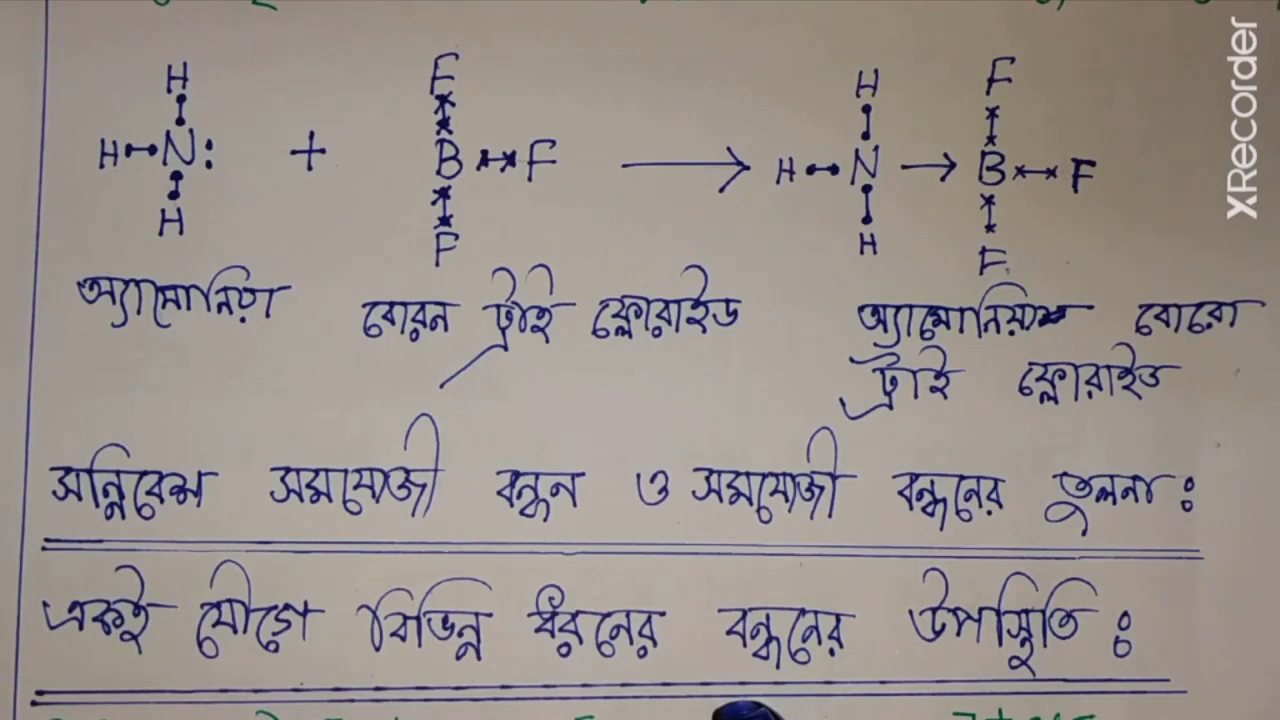 H F H F
H N: + B F → H N → B F
H F H F
অ্যামোনিয়া বোরন ট্রাই ফ্লোরাইড অ্যামোনিয়া বোরো
ট্রাই ফ্লোরাইড
সন্নিবেশ সমযোজী বন্ধন ও সমযোজী বন্ধনের তুলনা :
একই যৌগে বিভিন্ন ধরনের বন্ধনের উপস্থিতি :
XRecorder